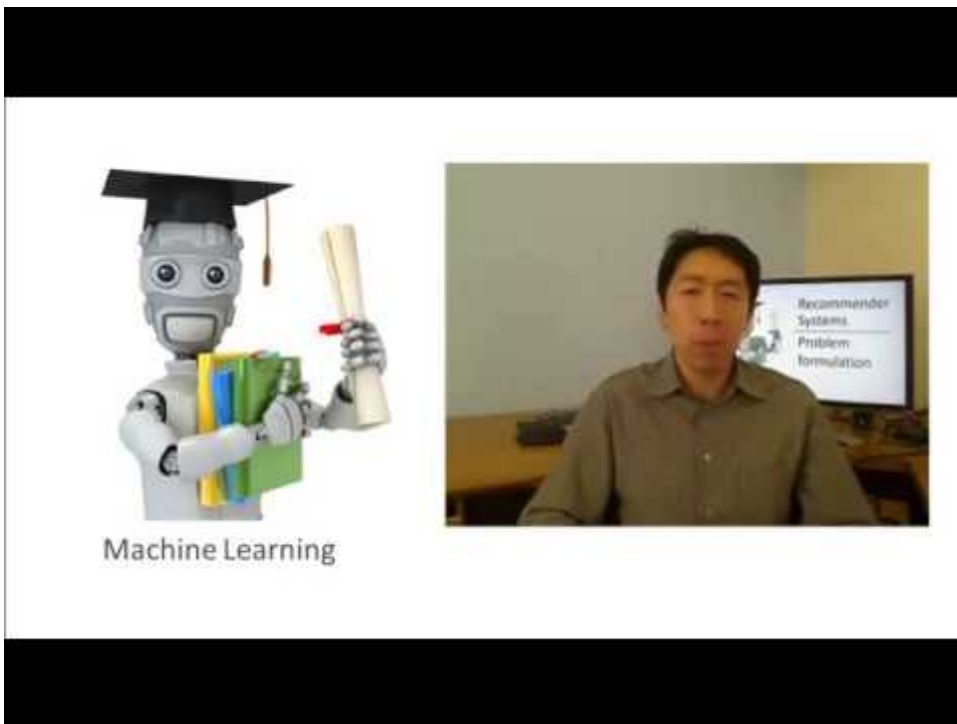 Machine Learning
Recommender
Systems
Problem
formulation